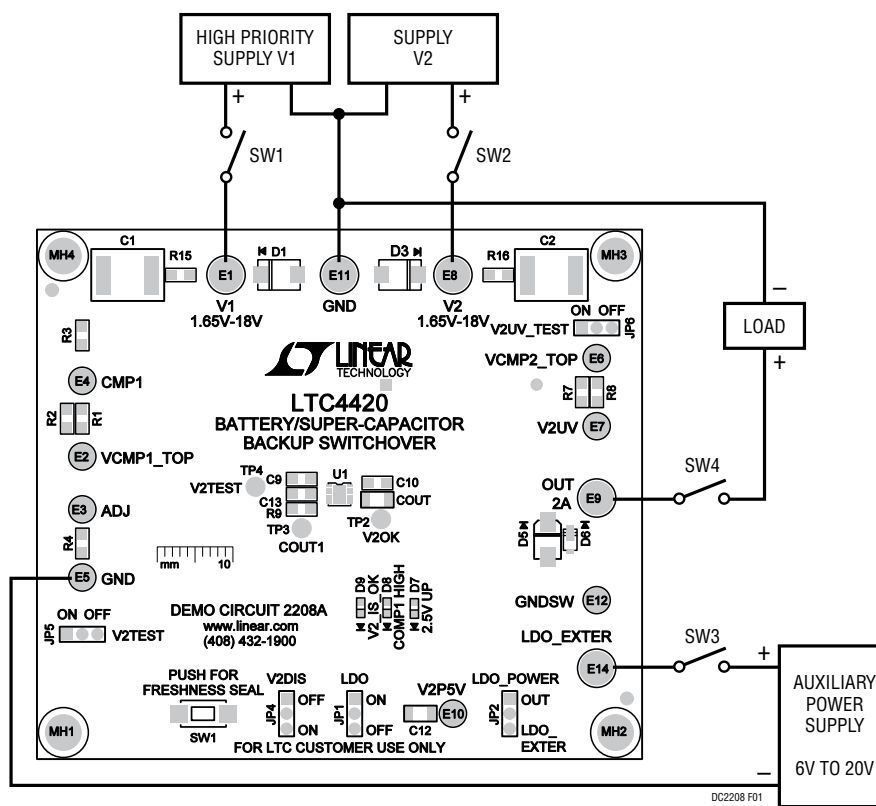 HIGH PRIORITY
SUPPLY V1
SUPPLY
V2
+
+
SW1
SW2
MH4
C1
R15
E1
D1
E11
D3
E8
R16
C2
MH3
V1
1.65V-18V
GND
V2
1.65V-18V
ON OFF
V2UV_TEST
JP6
–
LOAD
+
R3
LINEAR
TECHNOLOGY
VCMP2_TOP
E6
E4
CMP1
R7
R8
R2
R1
LTC4420
BATTERY/SUPER-CAPACITOR
BACKUP SWITCHOVER
V2UV
E7
E2
VCMP1_TOP
TP4
V2TEST
C9
U1
C10
C13
COUT
R9
TP3
COUT1
TP2
V2OK
OUT
2A
E9
SW4
E3
ADJ
R4
D5
D6
E5
GND
mm
10
D9
D8
D7
V2_IS_OK
COMP1 HIGH
2.5V UP
GNDSW
E12
ON OFF
JP5
V2TEST
DEMO CIRCUIT 2208A
www.linear.com
(408) 432-1900
LDO_EXTER
E14
SW3
+
AUXILIARY
POWER
SUPPLY
6V TO 20V
–
PUSH FOR
FRESHNESS SEAL
SW1
V2DIS
JP4
OFF
ON
LDO
JP1
ON
OFF
V2P5V
C12
E10
LDO_POWER
JP2
OUT
LDO_
EXTER
MH1
MH2
FOR LTC CUSTOMER USE ONLY
DC2208 F01